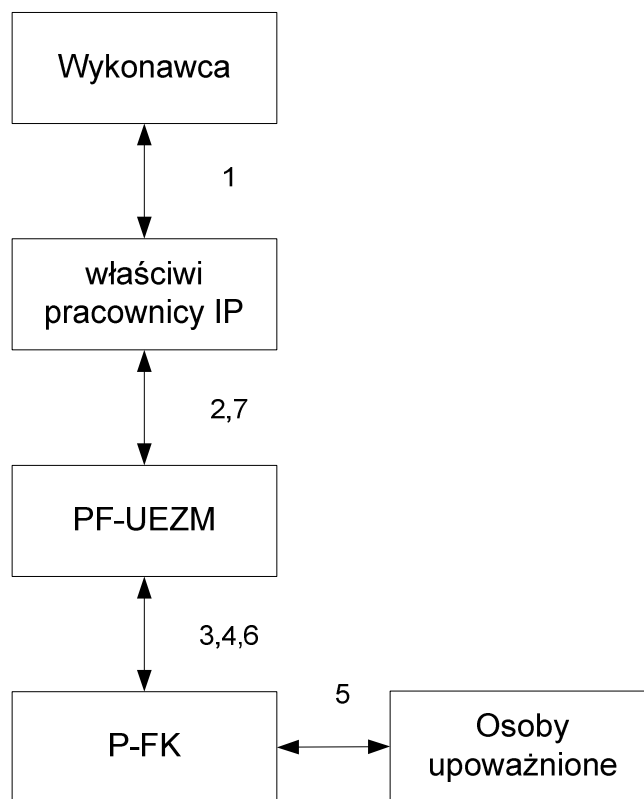 Wykonawca
1
właściwi
pracownicy IP
2,7
PF-UEZM
3,4,6
5
P-FK
Osoby
upoważnione